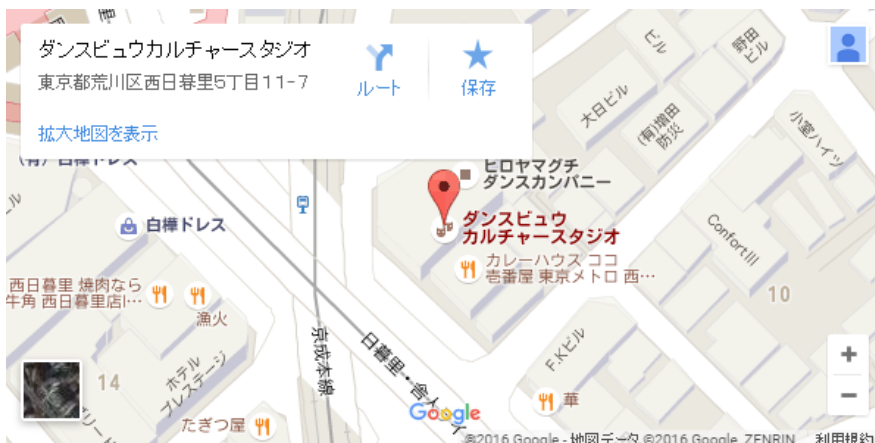 ダンスビュウカルチャースタジオ
東京都荒川区西日暮里5丁目11-7
ルート
保存
拡大地図を表示
ビル
野田
ビル
大日ビル
(有)増田
防災
小室ハイツ
(有)白樺ドレス
ヒロヤマグチ
ダンスカンパニー
白樺ドレス
ダンスビュウ
カルチャースタジオ
Confort III
カレーハウス ココ
壱番屋 東京メトロ 西…
西日暮里 焼肉なら
牛角 西日暮里店|…
漁火
10
京成本線
日暮里・舎人
F.Kビル
14
ホテル
プレステージ
華
たぎつ屋
Google
©2016 Google - 地図データ ©2016 Google, ZENRIN
利用規約